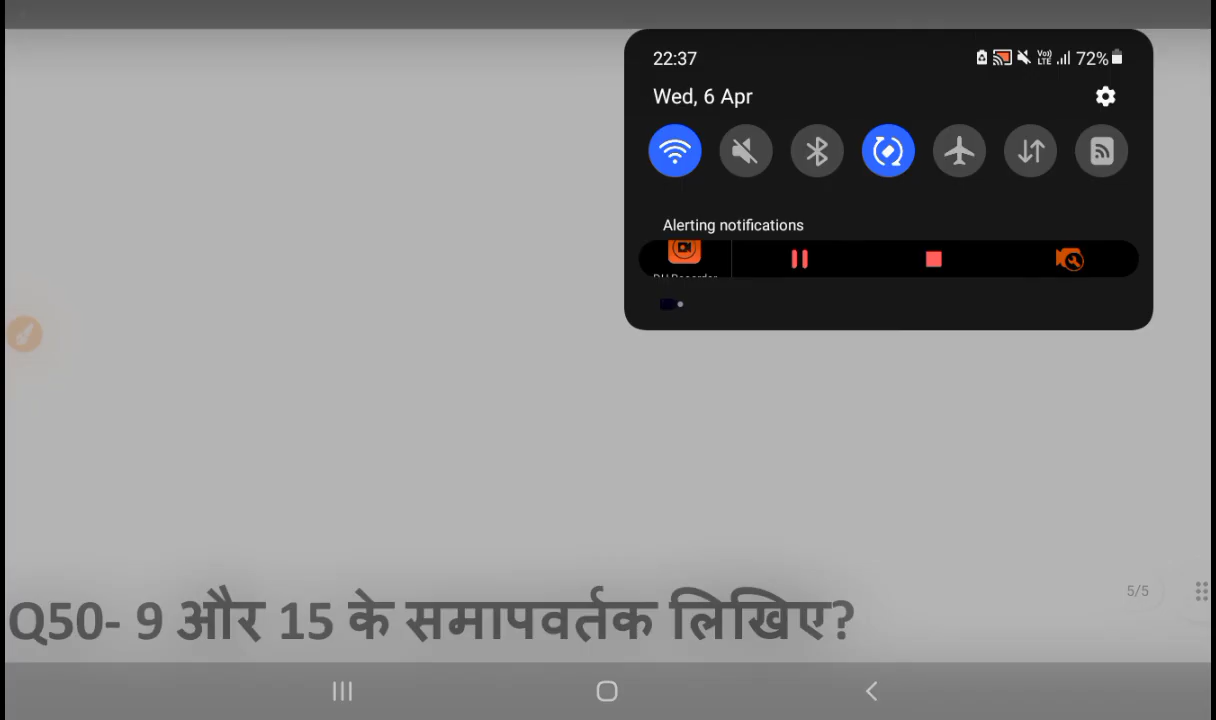 22:37
72%
Wed, 6 Apr
Alerting notifications
5/5
Q50- 9 और 15 के समापवर्तक लिखिए?